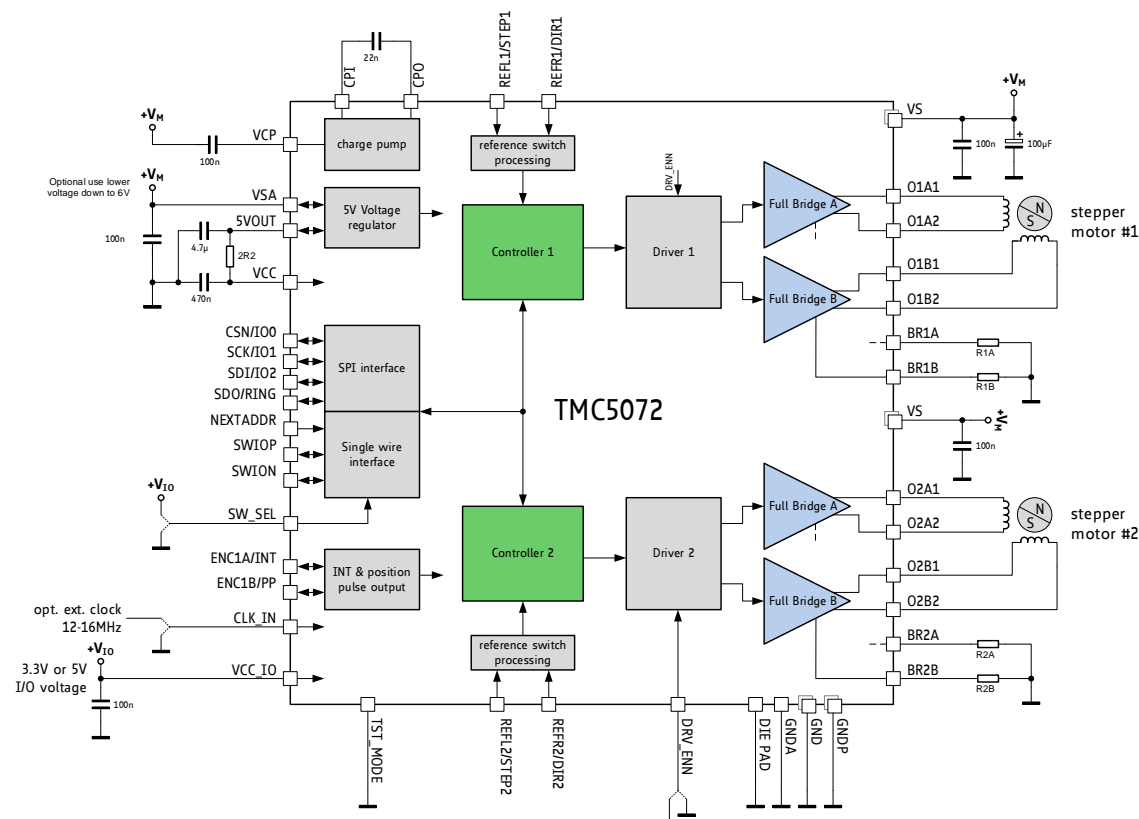 22n
CPI
CPO
REFL1/STEP1
REFR1/DIR1
+VM
VCP
100n
charge pump
reference switch
processing
VS
+VM
100n
100µF
+
Optional use lower
voltage down to 6V
+VM
VSA
5VOUT
100n
4.7µ
2R2
470n
VCC
5V Voltage
regulator
Controller 1
DRV_ENN
Driver 1
Full Bridge A
Full Bridge B
O1A1
O1A2
O1B1
O1B2
N
S
stepper
motor #1
BR1A
R1A
BR1B
R1B
CSN/IO0
SCK/IO1
SDI/IO2
SDO/RING
NEXTADDR
SWIOP
SWION
SPI interface
Single wire
interface
TMC5072
VS
+VM
100n
+VIO
SW_SEL
ENC1A/INT
ENC1B/PP
INT & position
pulse output
Controller 2
Driver 2
Full Bridge A
Full Bridge B
O2A1
O2A2
O2B1
O2B2
N
S
stepper
motor #2
BR2A
R2A
BR2B
R2B
opt. ext. clock
12-16MHz
CLK_IN
+VIO
3.3V or 5V
I/O voltage
VCC_IO
100n
reference switch
processing
TST_MODE
REFL2/STEP2
REFR2/DIR2
DRV_ENN
DIE PAD
GNDA
GND
GNDP